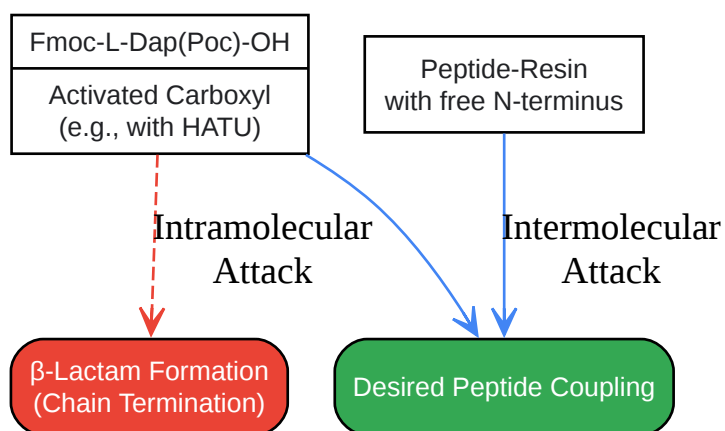 Fmoc-L-Dap(Poc)-OH
Activated Carboxyl
(e.g., with HATU)
Peptide-Resin
with free N-terminus
Intramolecular
Attack
Intermolecular
Attack
β-Lactam Formation
(Chain Termination)
Desired Peptide Coupling